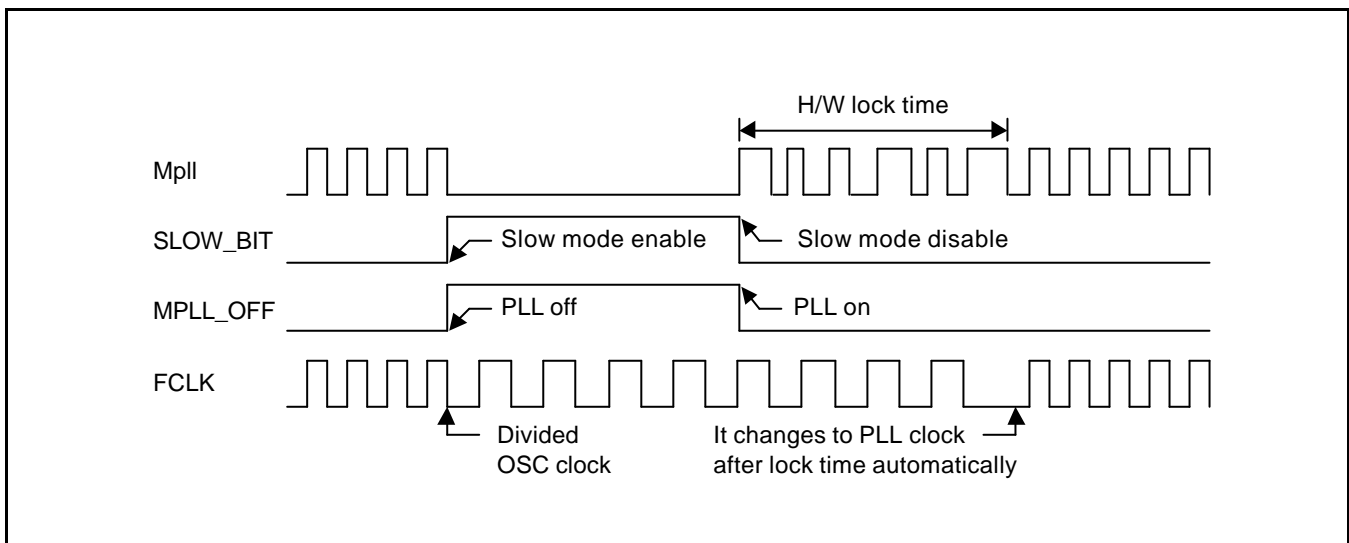 H/W lock time
Mpll
SLOW_BIT
Slow mode enable
Slow mode disable
MPLL_OFF
PLL off
PLL on
FCLK
Divided
OSC clock
It changes to PLL clock
after lock time automatically